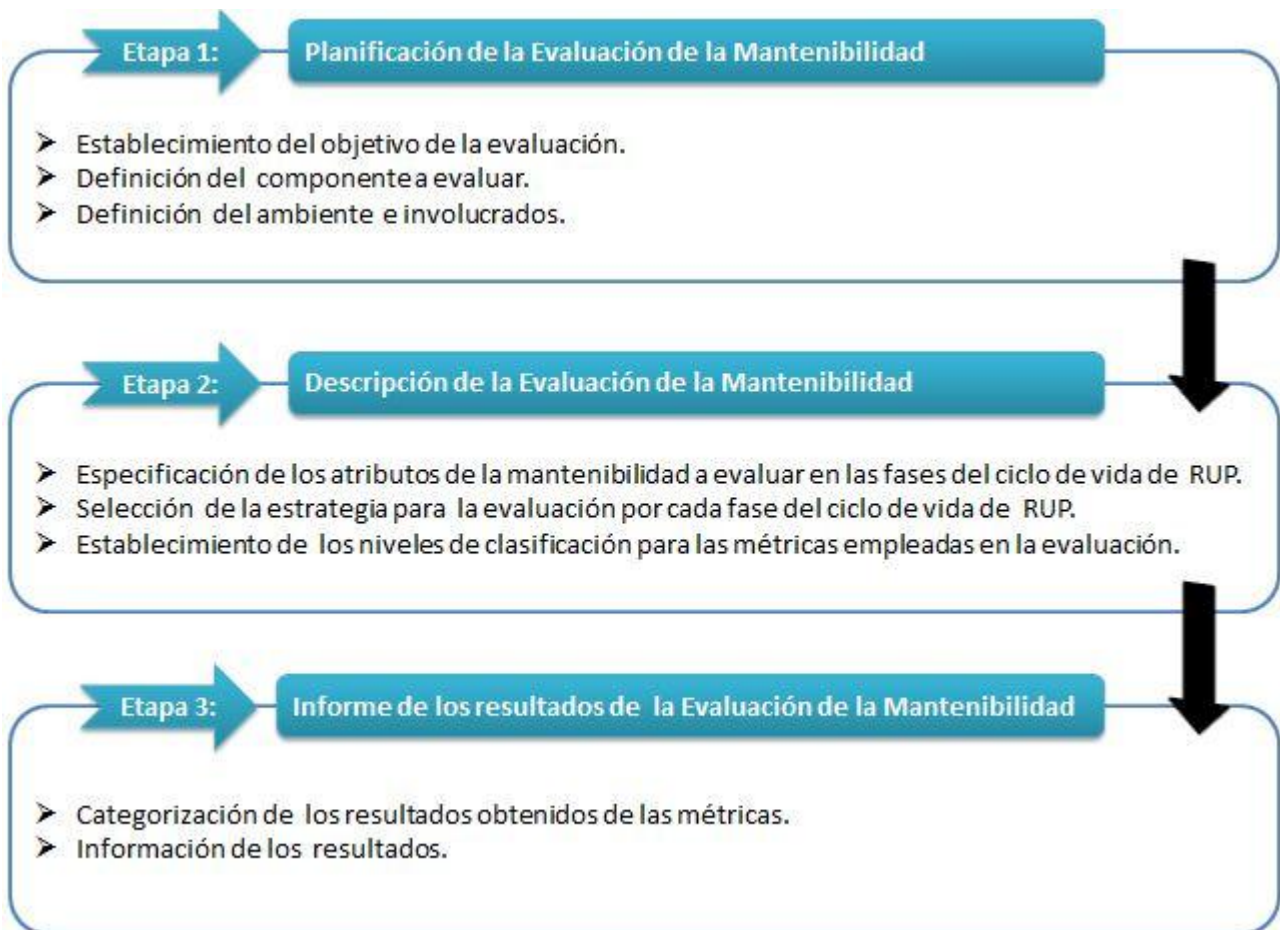 Etapa 1:
Planificación de la Evaluación de la Mantenibilidad
Establecimiento del objetivo de la evaluación.
Definición del componente a evaluar.
Definición del ambiente e involucrados.
Etapa 2:
Descripción de la Evaluación de la Mantenibilidad
Especificación de los atributos de la mantenibilidad a evaluar en las fases del ciclo de vida de RUP.
Selección de la estrategia para la evaluación por cada fase del ciclo de vida de RUP.
Establecimiento de los niveles de clasificación para las métricas empleadas en la evaluación.
Etapa 3:
Informe de los resultados de la Evaluación de la Mantenibilidad
Categorización de los resultados obtenidos de las métricas.
Información de los resultados.